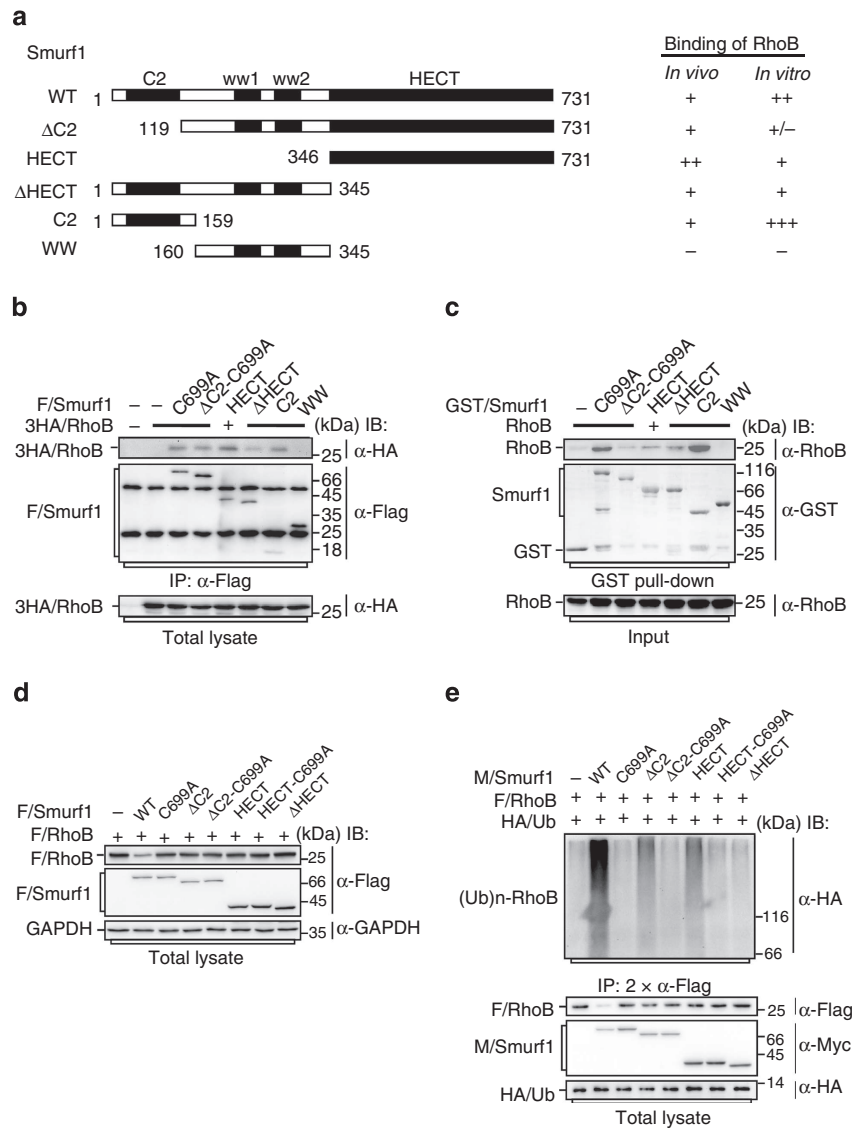 a
Smurf1
Binding of RhoB
C2 ww1 ww2 HECT In vivo In vitro
WT 1 731 + ++
ΔC2 119 731 + +/–
HECT 346 731 ++ +
ΔHECT 1 345 + +
C2 1 159 + +++
WW 160 345 – –
b
F/Smurf1 – – C699A ΔC2-C699A HECT ΔHECT C2 WW
3HA/RhoB – + (kDa) IB:
3HA/RhoB 25 α-HA
F/Smurf1 66 45 35 25 18 α-Flag
IP: α-Flag
3HA/RhoB 25 α-HA
Total lysate
c
GST/Smurf1 – C699A ΔC2-C699A HECT ΔHECT C2 WW
RhoB + (kDa) IB:
RhoB 25 α-RhoB
Smurf1 116 66 45 35 25 α-GST
GST
GST pull-down
RhoB 25 α-RhoB
Input
d
F/Smurf1 – WT C699A ΔC2 ΔC2-C699A HECT HECT-C699A ΔHECT
F/RhoB + + + + + + + + (kDa) IB:
F/RhoB 25
F/Smurf1 66 45 α-Flag
GAPDH 35 α-GAPDH
Total lysate
e
M/Smurf1 – WT C699A ΔC2 ΔC2-C699A HECT HECT-C699A ΔHECT
F/RhoB + + + + + + + +
HA/Ub + + + + + + + + (kDa) IB:
(Ub)n-RhoB 116 66 α-HA
IP: 2 × α-Flag
F/RhoB 25 α-Flag
M/Smurf1 66 45 α-Myc
HA/Ub 14 α-HA
Total lysate